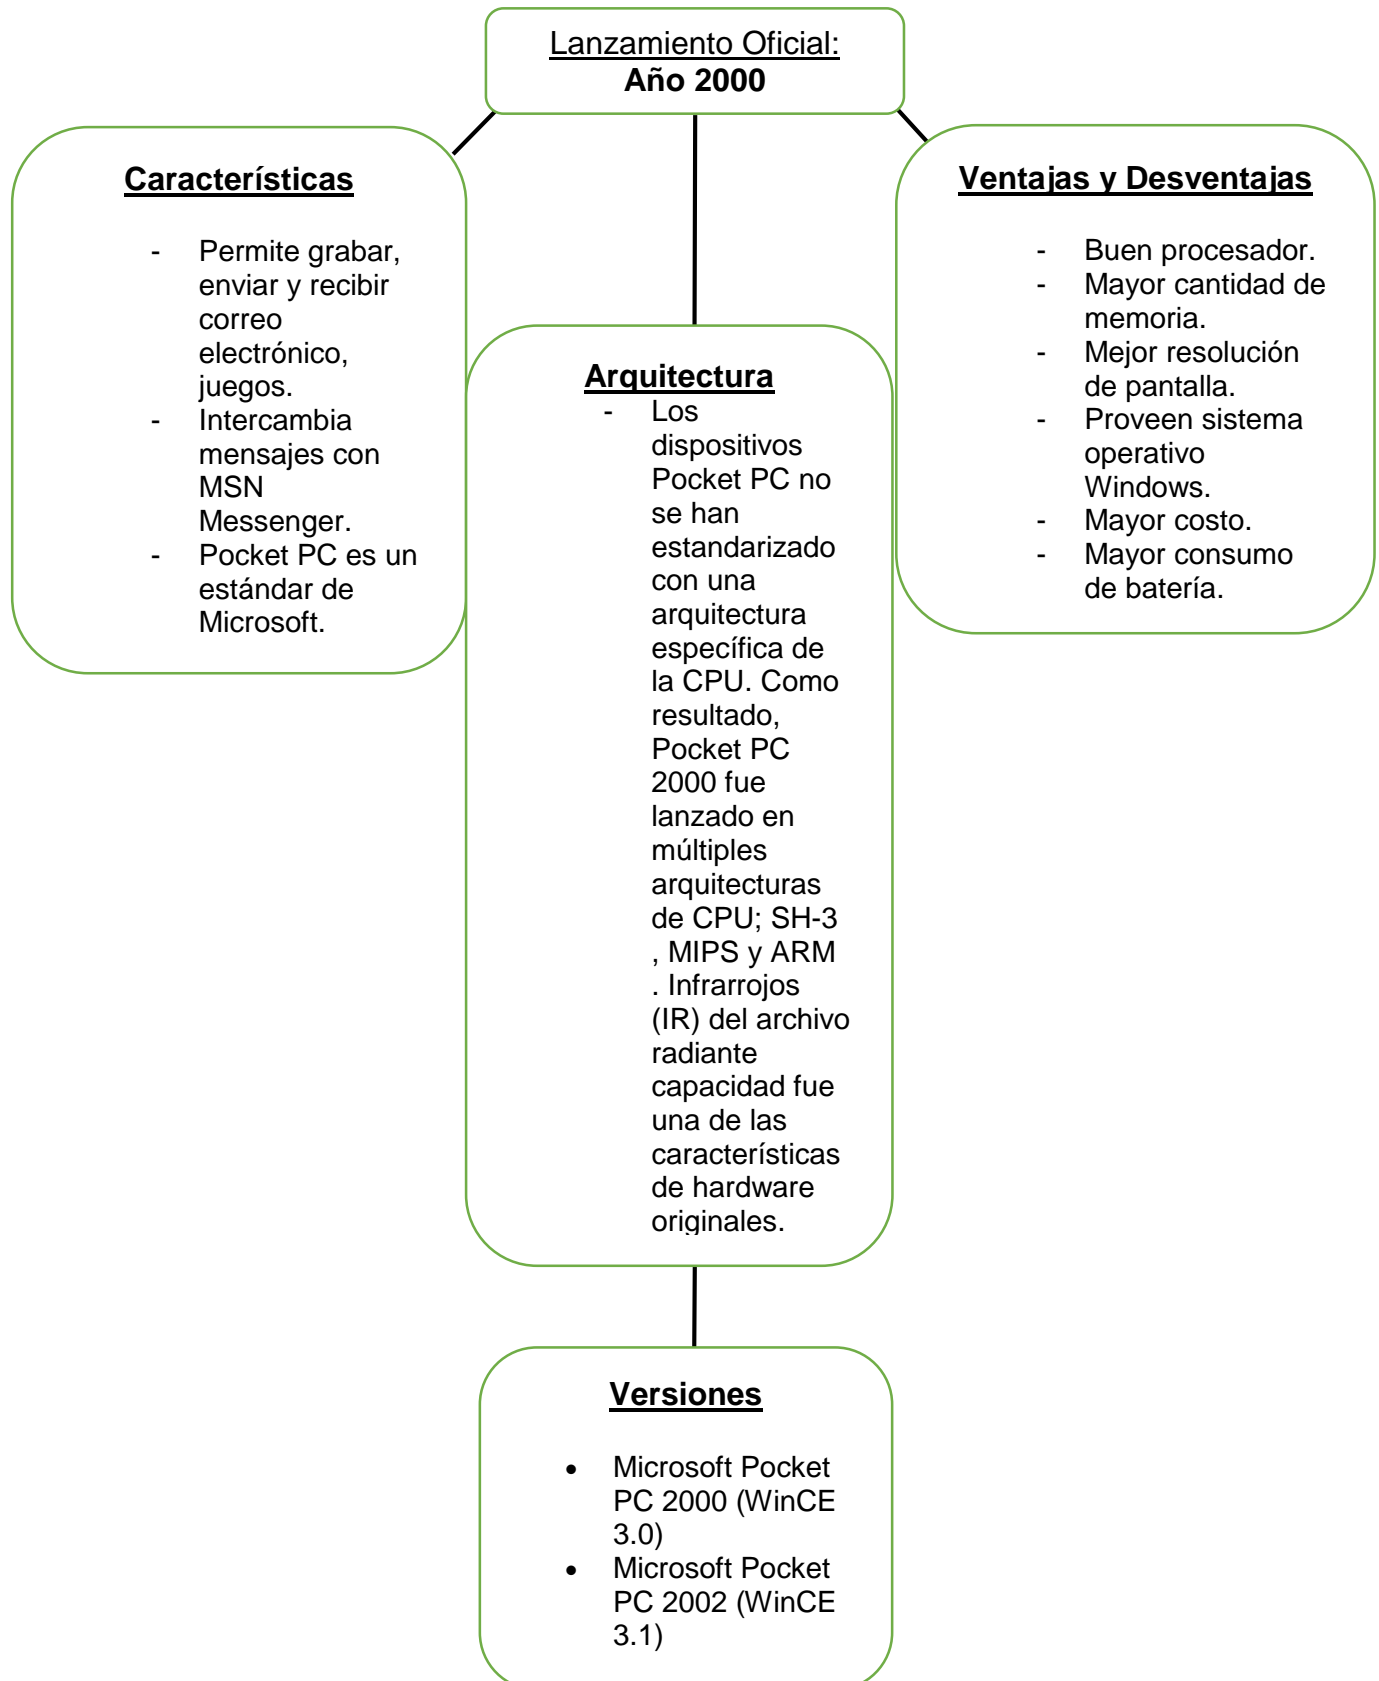 Lanzamiento Oficial:
Año 2000
Características
- Permite grabar,
enviar y recibir
correo
electrónico,
juegos.
- Intercambia
mensajes con
MSN
Messenger.
- Pocket PC es un
estándar de
Microsoft.
Arquitectura
- Los
dispositivos
Pocket PC no
se han
estandarizado
con una
arquitectura
específica de
la CPU. Como
resultado,
Pocket PC
2000 fue
lanzado en
múltiples
arquitecturas
de CPU; SH-3
, MIPS y ARM
. Infrarrojos
(IR) del archivo
radiante
capacidad fue
una de las
características
de hardware
originales.
Ventajas y Desventajas
- Buen procesador.
- Mayor cantidad de
memoria.
- Mejor resolución
de pantalla.
- Proveen sistema
operativo
Windows.
- Mayor costo.
- Mayor consumo
de batería.
Versiones
• Microsoft Pocket
PC 2000 (WinCE
3.0)
• Microsoft Pocket
PC 2002 (WinCE
3.1)